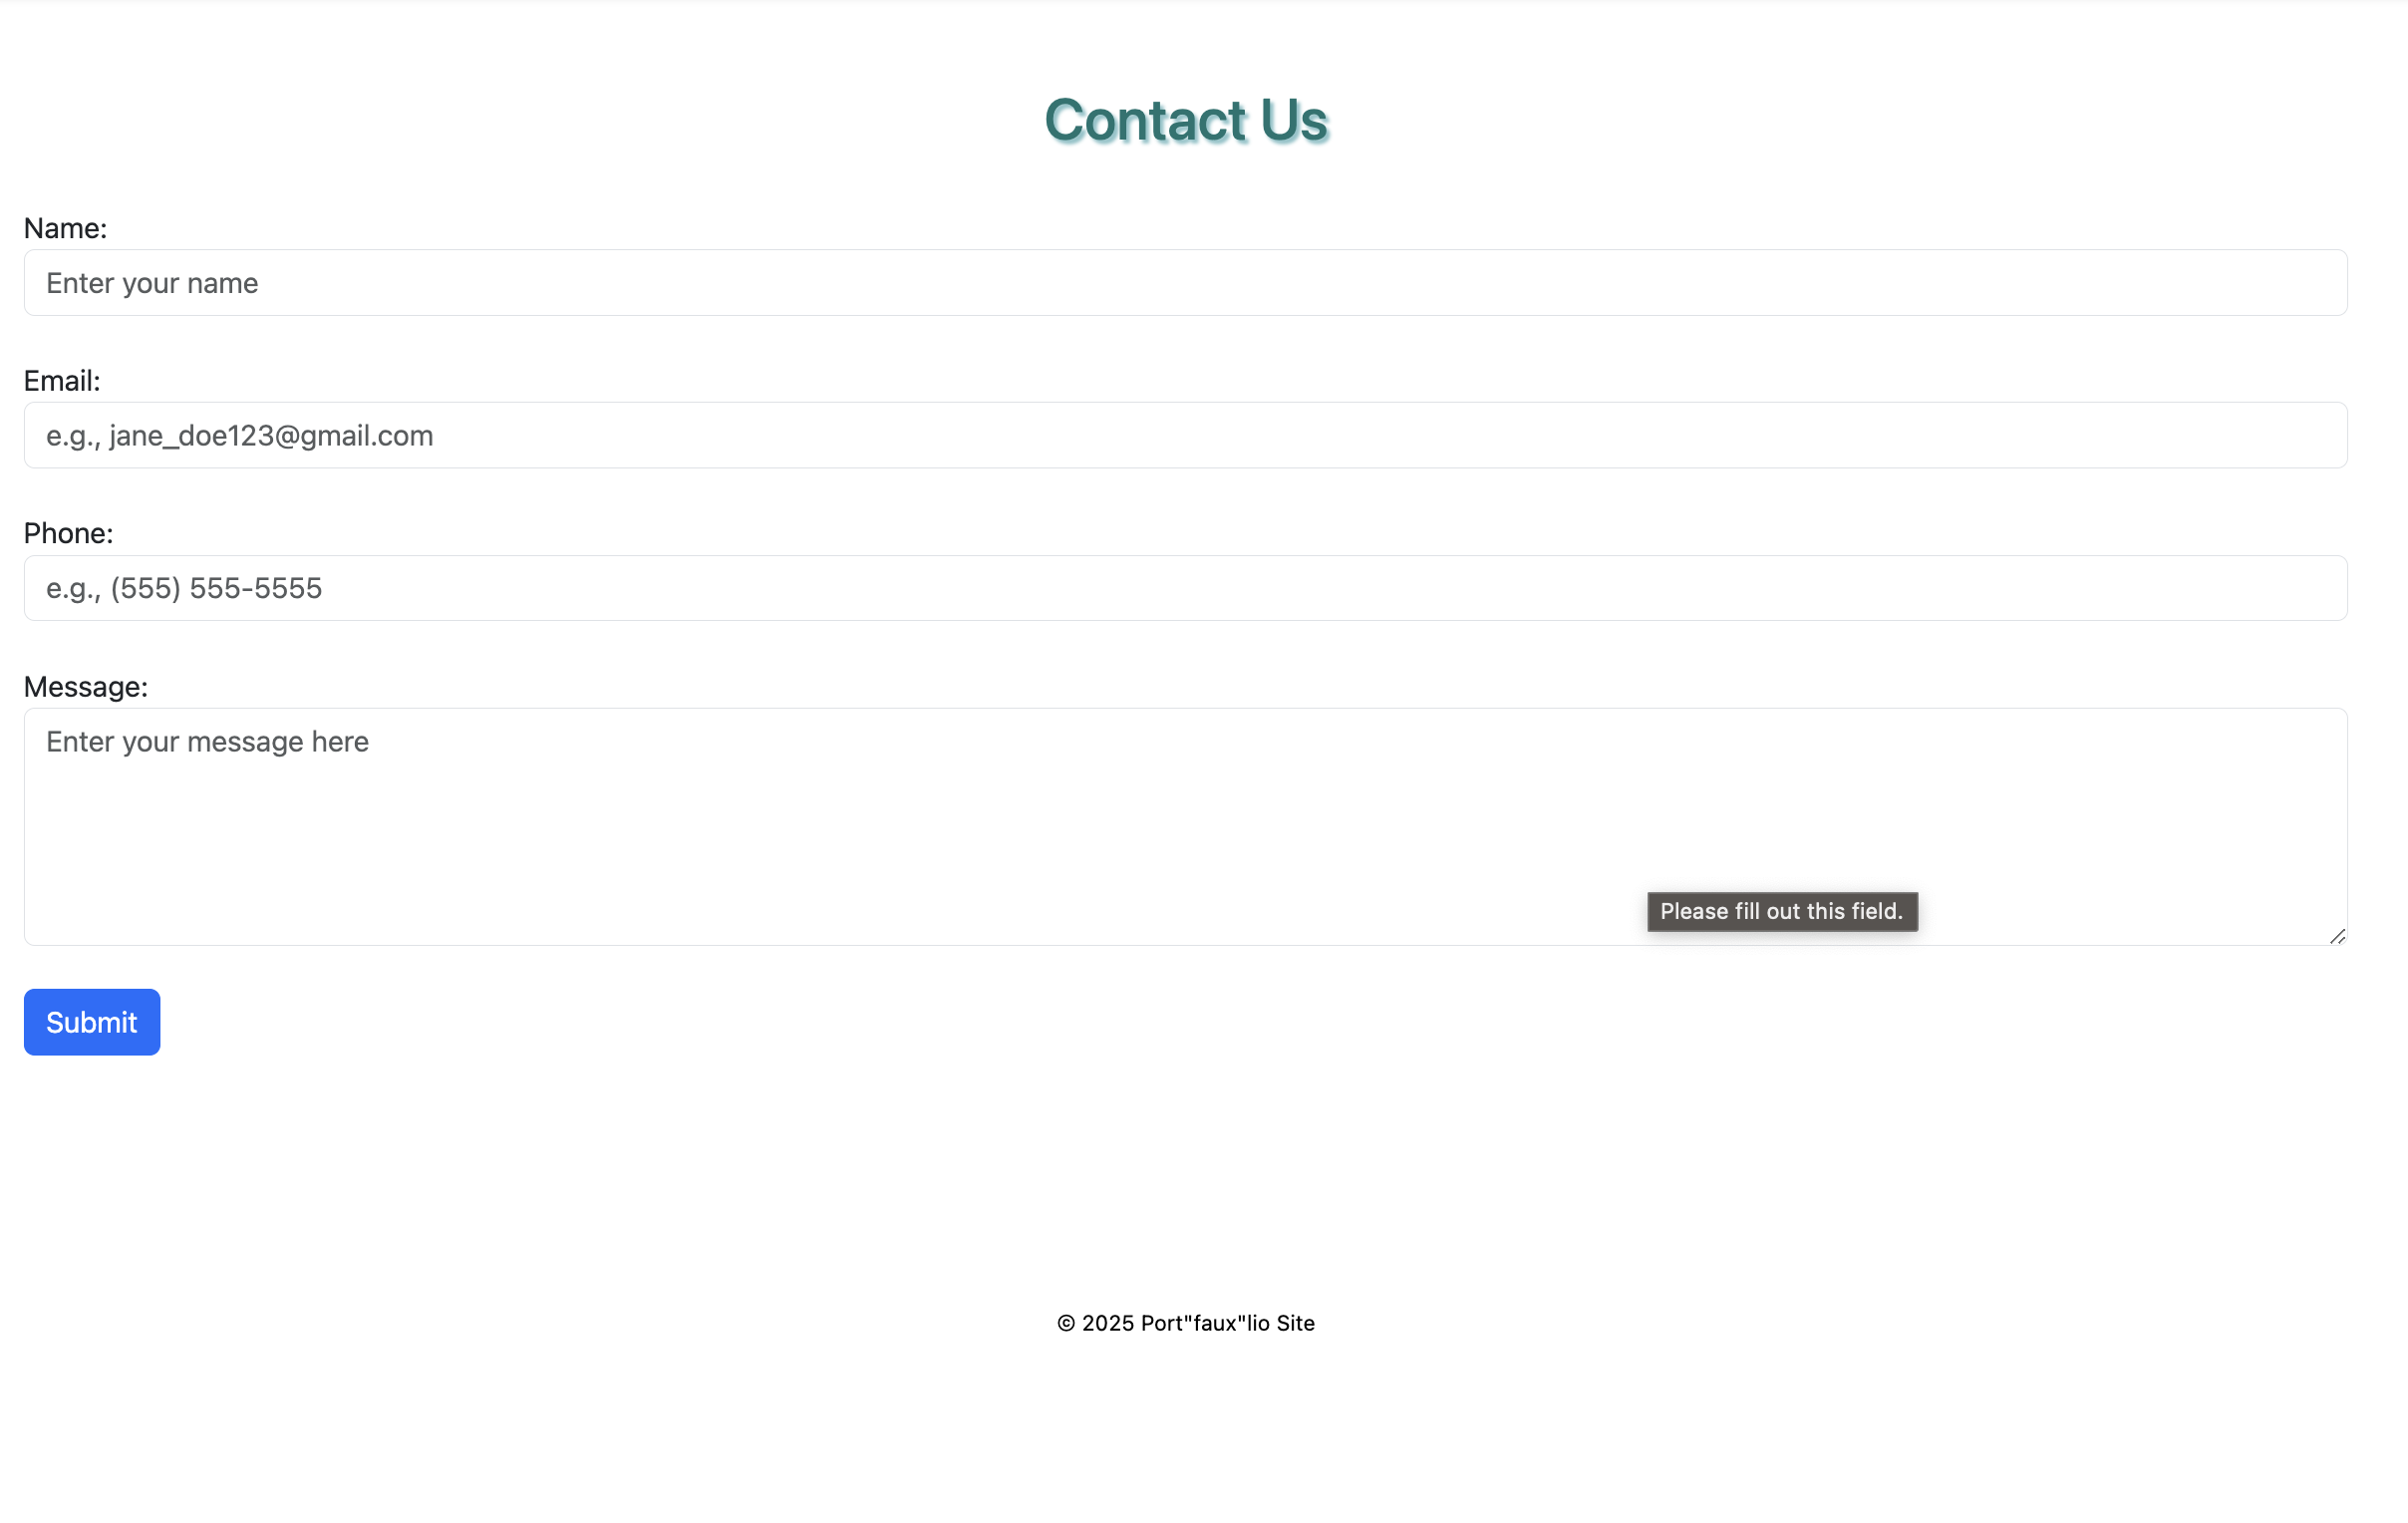 Contact Us
Name:
Enter your name
Email:
e.g., jane_doe123@gmail.com
Phone:
e.g., (555) 555-5555
Message:
Enter your message here
Please fill out this field.
Submit
© 2025 Port"faux"lio Site